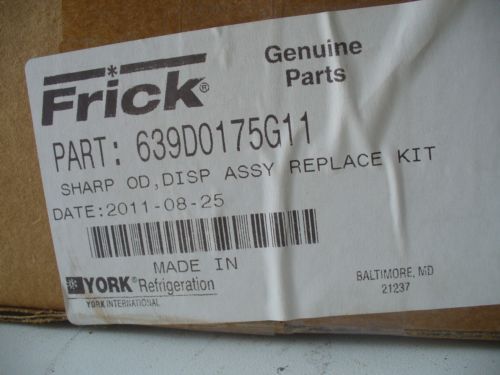 Frick®
Genuine
Parts
PART: 639D0175G11
SHARP OD,DISP ASSY REPLACE KIT
DATE:2011-08-25
MADE IN
YORK® Refrigeration
YORK INTERNATIONAL
BALTIMORE, MD
21237